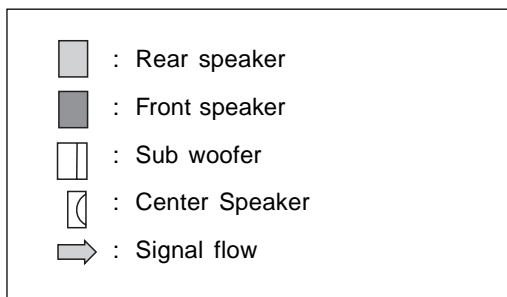 : Rear speaker
: Front speaker
: Sub woofer
: Center Speaker
: Signal flow